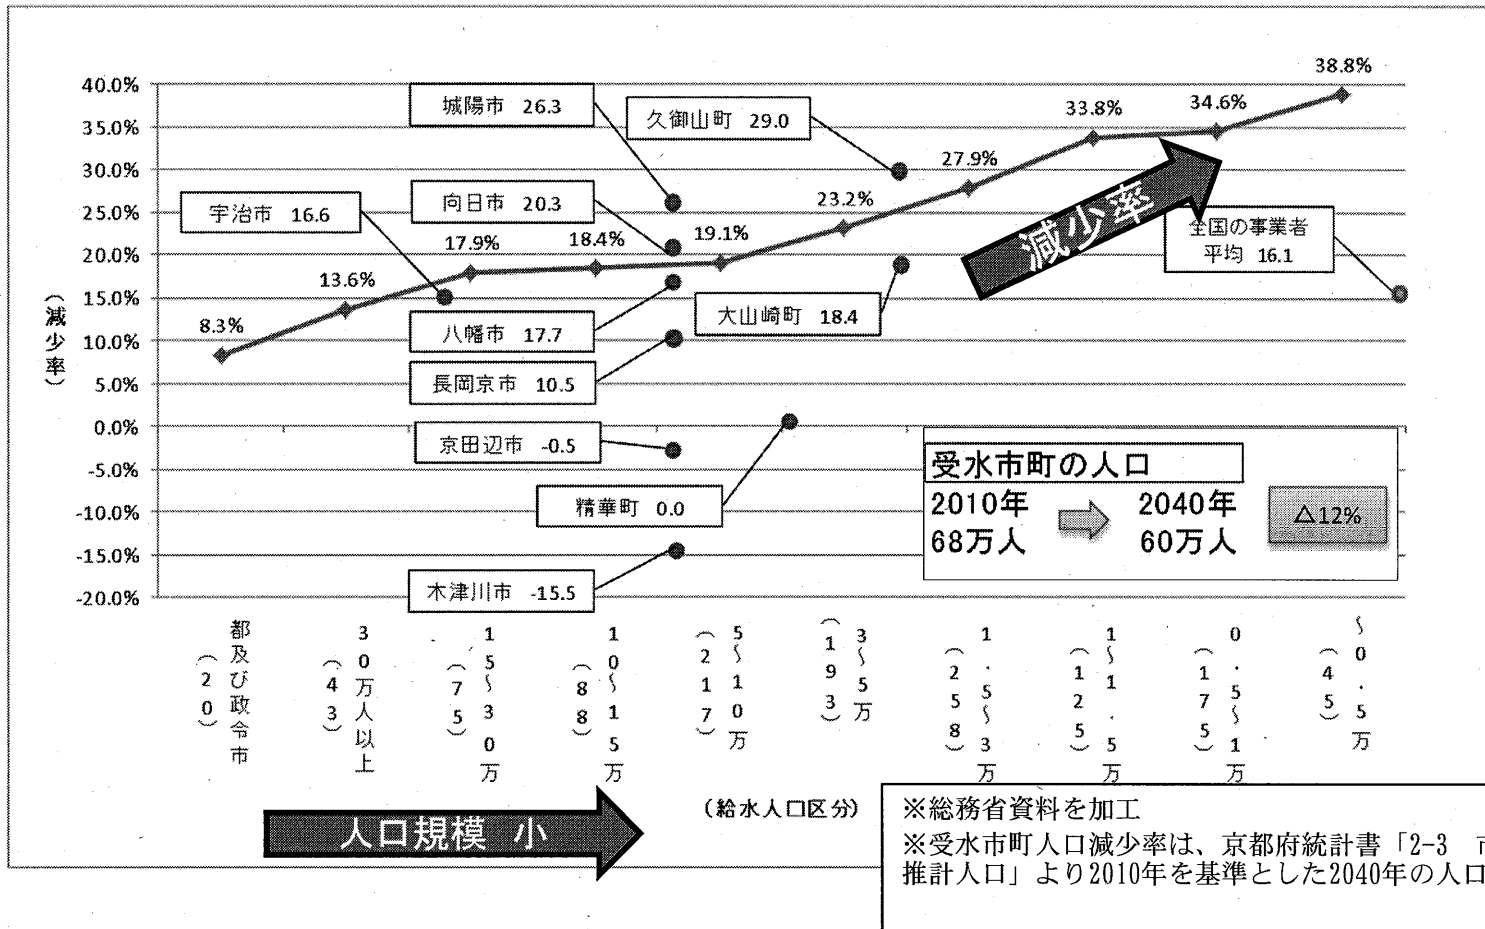 40.0%
35.0%
30.0%
25.0%
20.0%
15.0%
10.0%
5.0%
0.0%
-5.0%
-10.0%
-15.0%
-20.0%
（減少率）
8.3%
13.6%
17.9%
18.4%
19.1%
23.2%
27.9%
33.8%
34.6%
38.8%
城陽市 26.3
久御山町 29.0
宇治市 16.6
向日市 20.3
八幡市 17.7
長岡京市 10.5
京田辺市 -0.5
精華町 0.0
木津川市 -15.5
大山崎町 18.4
全国の事業者
平均 16.1
減少率
受水市町の人口
2010年
68万人
2040年
60万人
△12%
都及び政令市
（20）
30万人以上
（43）
15〜30万
（75）
10〜15万
（88）
5〜10万
（217）
3〜5万
（193）
1.5〜3万
（258）
1〜1.5万
（125）
0.5〜1万
（175）
〜0.5万
（45）
（給水人口区分）
人口規模 小
※総務省資料を加工
※受水市町人口減少率は、京都府統計書「2-3
推計人口」より2010年を基準とした2040年の人口